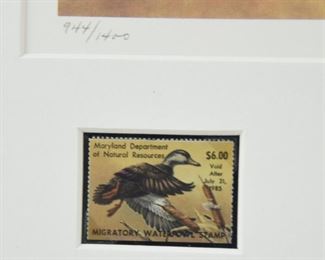 944/1400
Maryland Department
of Natural Resources
$6.00
Void
After
July 31,
1985
MIGRATORY WATERFOWL STAMP